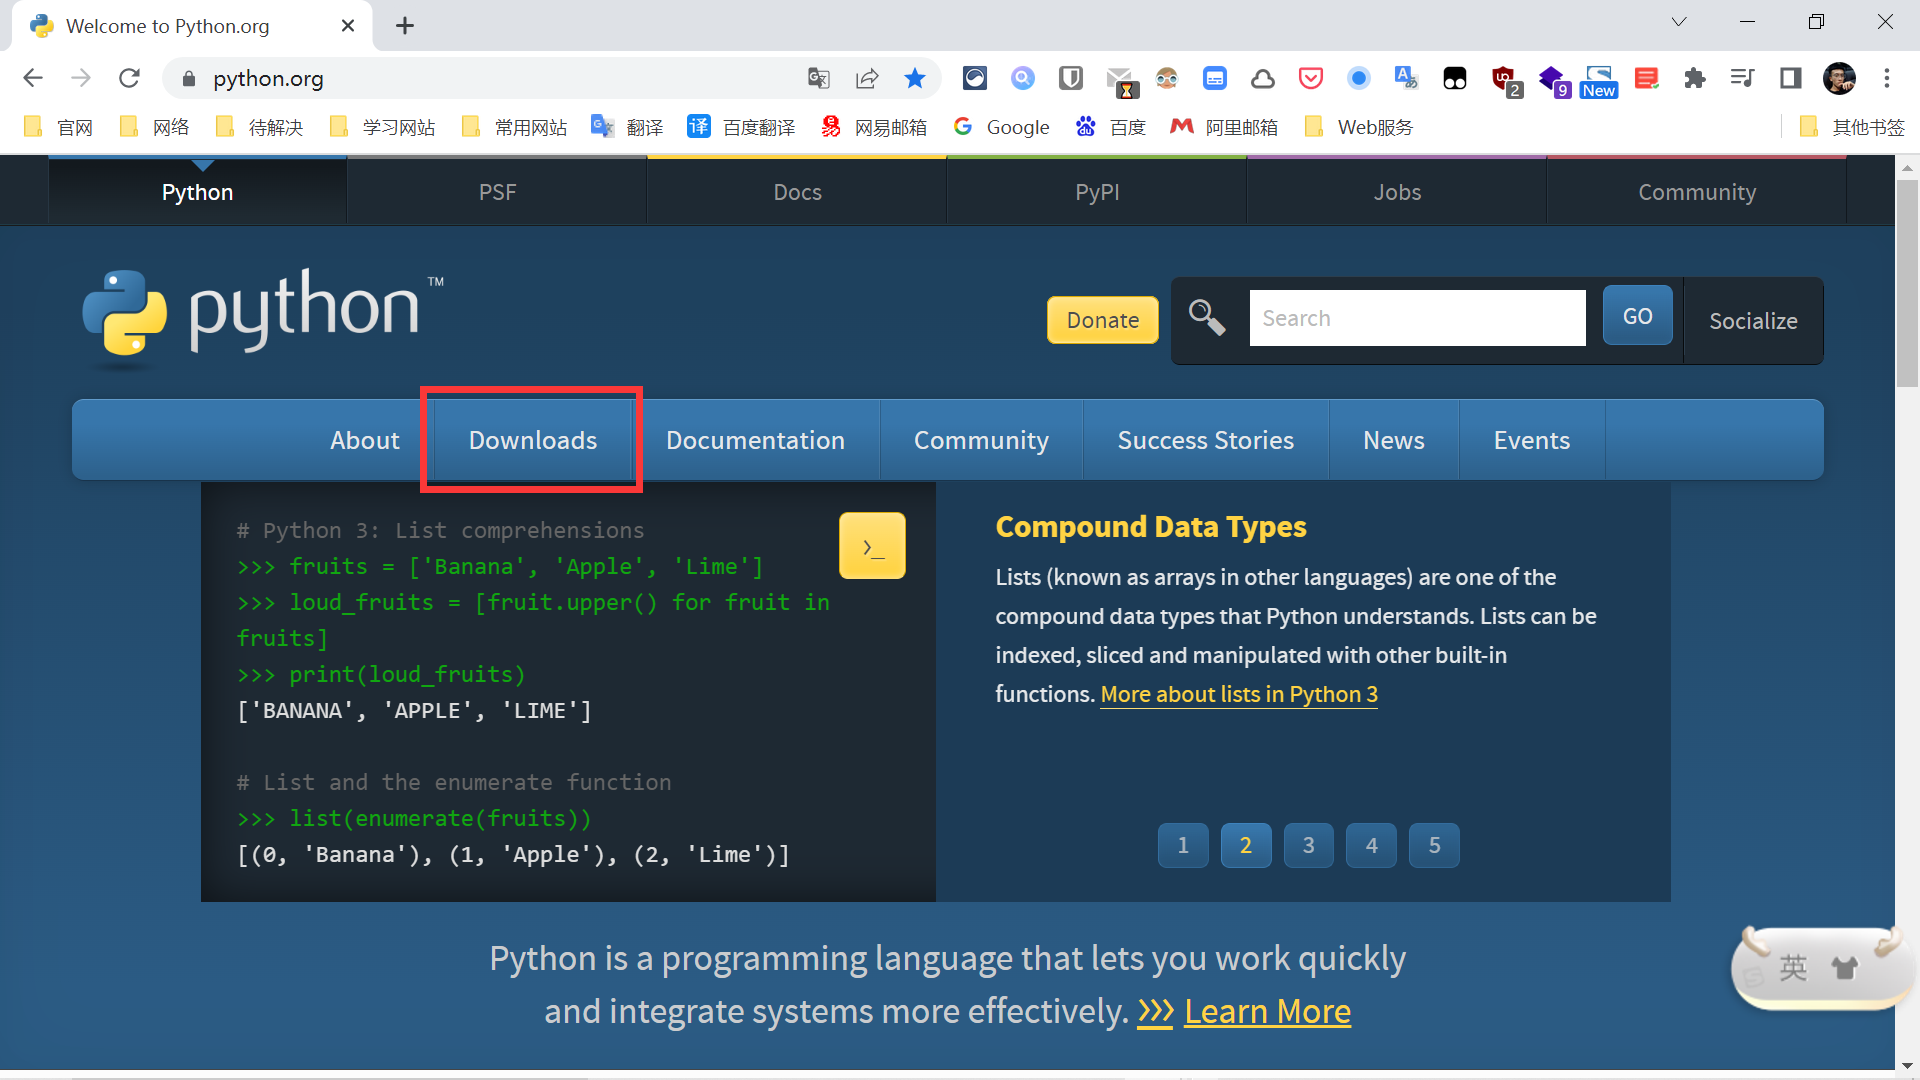 Welcome to Python.org
python.org
2
9
New
官网
网络
待解决
学习网站
常用网站
翻译
译
百度翻译
网易邮箱
Google
百度
阿里邮箱
Web服务
其他书签
Python
PSF
Docs
PyPI
Jobs
Community
python™
Donate
Search
GO
Socialize
About
Downloads
Documentation
Community
Success Stories
News
Events
# Python 3: List comprehensions
>>> fruits = ['Banana', 'Apple', 'Lime']
>>> loud_fruits = [fruit.upper() for fruit in
fruits]
>>> print(loud_fruits)
['BANANA', 'APPLE', 'LIME']
# List and the enumerate function
>>> list(enumerate(fruits))
[(0, 'Banana'), (1, 'Apple'), (2, 'Lime')]
>_
Compound Data Types
Lists (known as arrays in other languages) are one of the
compound data types that Python understands. Lists can be
indexed, sliced and manipulated with other built-in
functions. More about lists in Python 3
1
2
3
4
5
Python is a programming language that lets you work quickly
and integrate systems more effectively. >>> Learn More
英